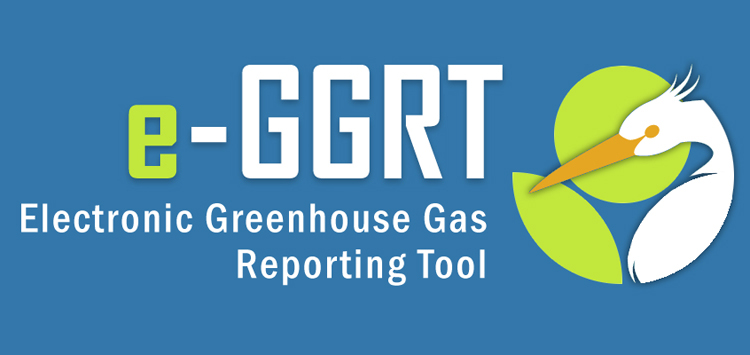 e-GGRT
Electronic Greenhouse Gas
Reporting Tool